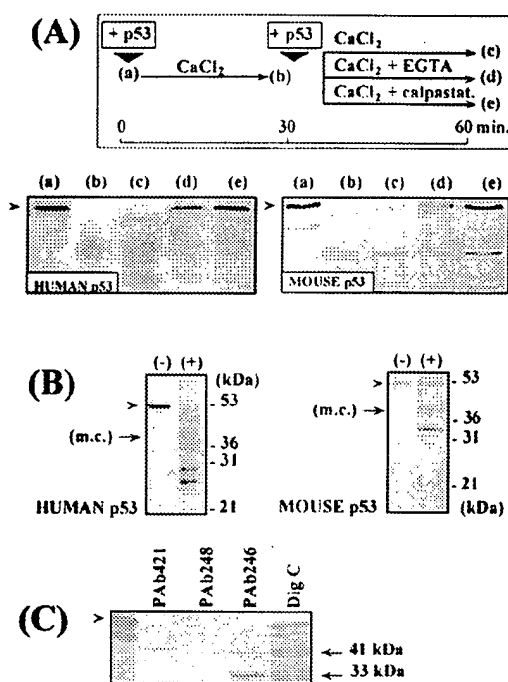 (A)
+ p53 + p53
CaCl2 (c)
(a) CaCl2 (b) CaCl2 + EGTA (d)
CaCl2 + calpastat. (e)
0 30 60 min.
(a) (b) (c) (d) (e) (a) (b) (c) (d) (e)
HUMAN p53 MOUSE p53
(B)
(-) (+) (kDa) (-) (+)
- 53 - 53
(m.c.) → (m.c.) →
- 36 - 36
- 31 - 31
- 21 - 21
HUMAN p53 MOUSE p53 (kDa)
(C)
PAb421 PAb248 PAb246 Dig C
← 41 kDa
← 33 kDa